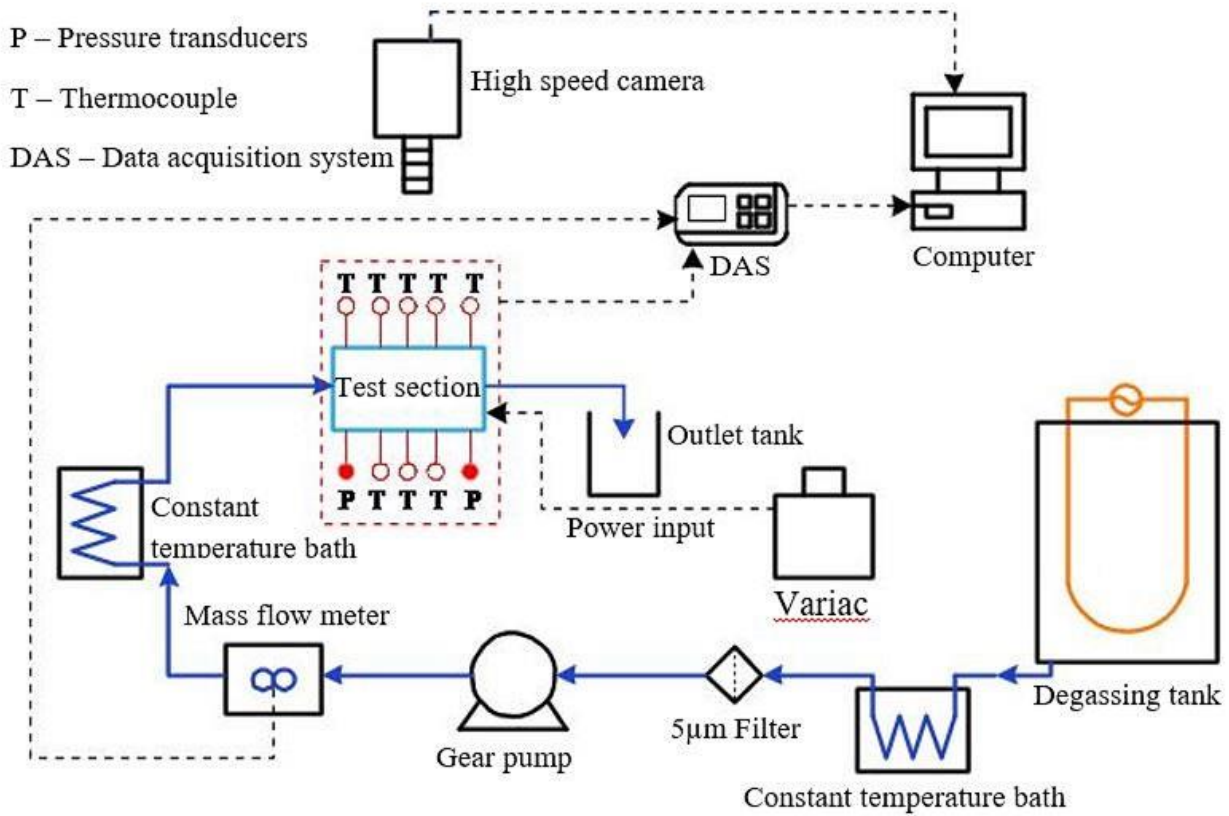 P – Pressure transducers
T – Thermocouple
DAS – Data acquisition system
High speed camera
DAS
Computer
T T T T T
Test section
P T T T P
Outlet tank
Power input
Variac
Constant
temperature bath
Mass flow meter
Gear pump
5µm Filter
Constant temperature bath
Degassing tank